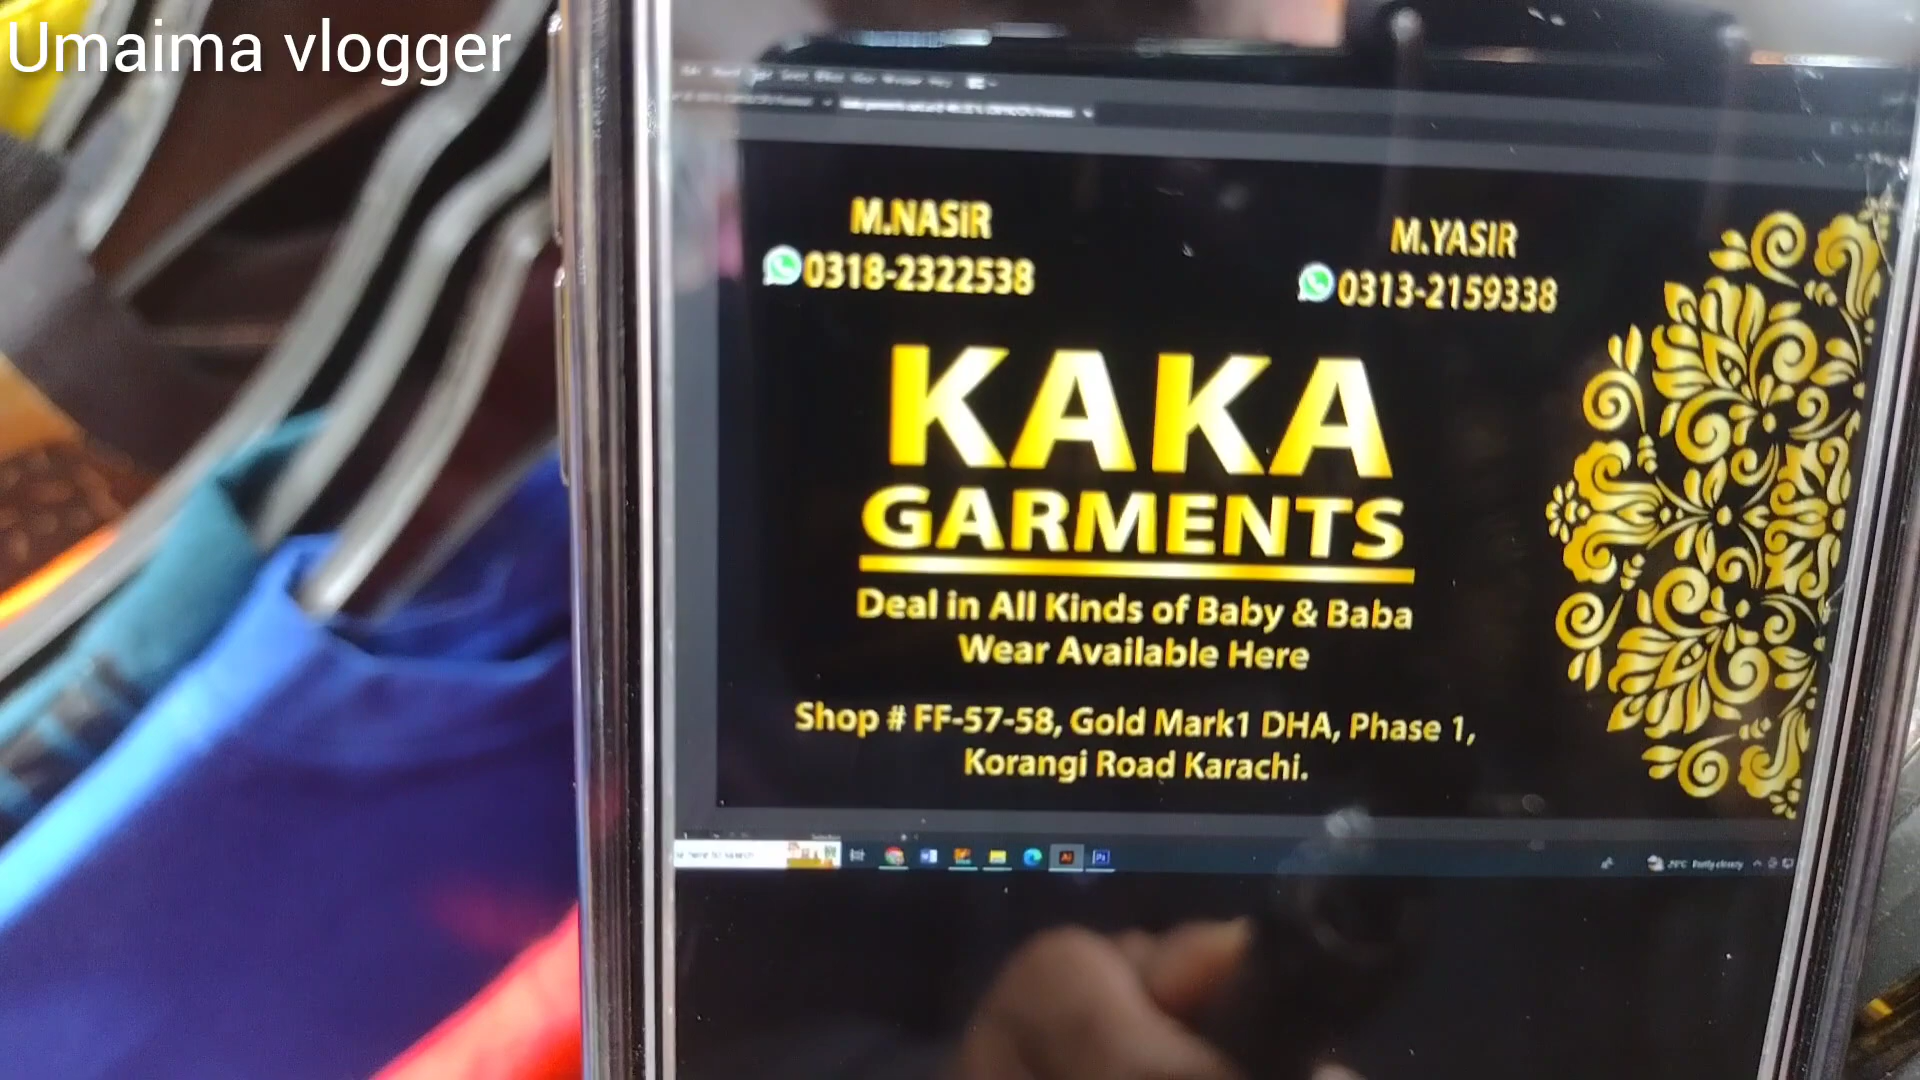 Umaima vlogger
M.NASIR
0318-2322538
M.YASIR
0313-2159338
KAKA
GARMENTS
Deal in All Kinds of Baby & Baba
Wear Available Here
Shop # FF-57-58, Gold Mark1 DHA, Phase 1,
Korangi Road Karachi.